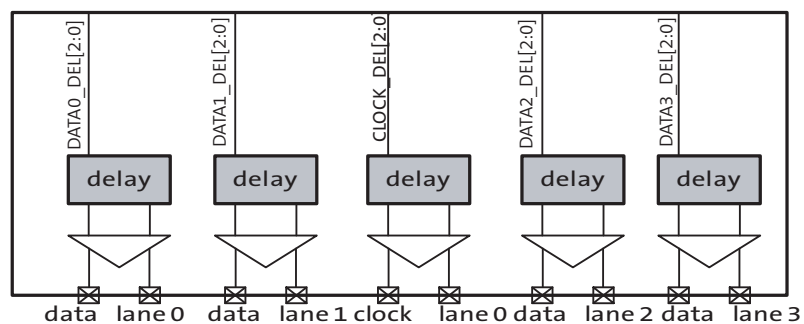 DATA0_DEL[2:0]
DATA1_DEL[2:0]
CLOCK_DEL[2:0]
DATA2_DEL[2:0]
DATA3_DEL[2:0]
delay delay delay delay delay
data lane 0 data lane 1 clock lane 0 data lane 2 data lane 3